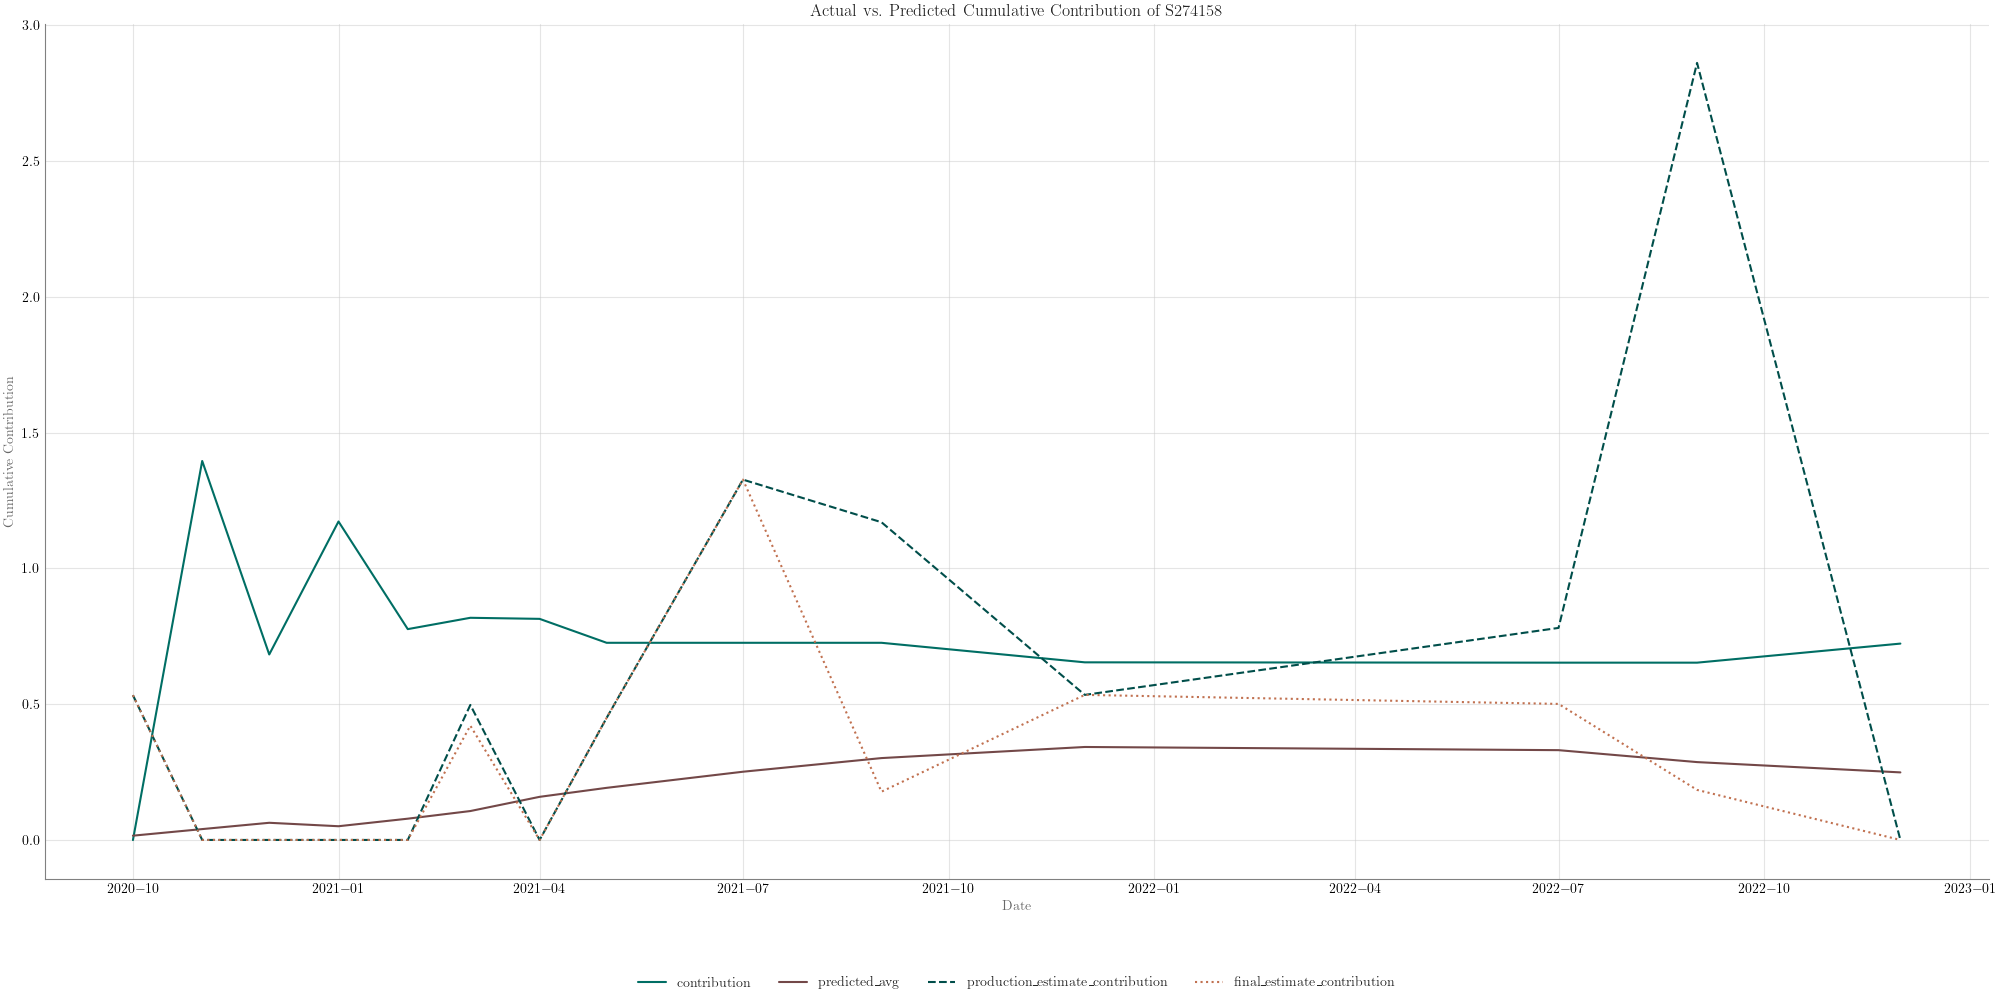 Actual vs. Predicted Cumulative Contribution of S274158
Cumulative Contribution
3.0
2.5
2.0
1.5
1.0
0.5
0.0
2020−10 2021−01 2021−04 2021−07 2021−10 2022−01 2022−04 2022−07 2022−10 2023−01
Date
contribution predicted_avg production_estimate_contribution final_estimate_contribution